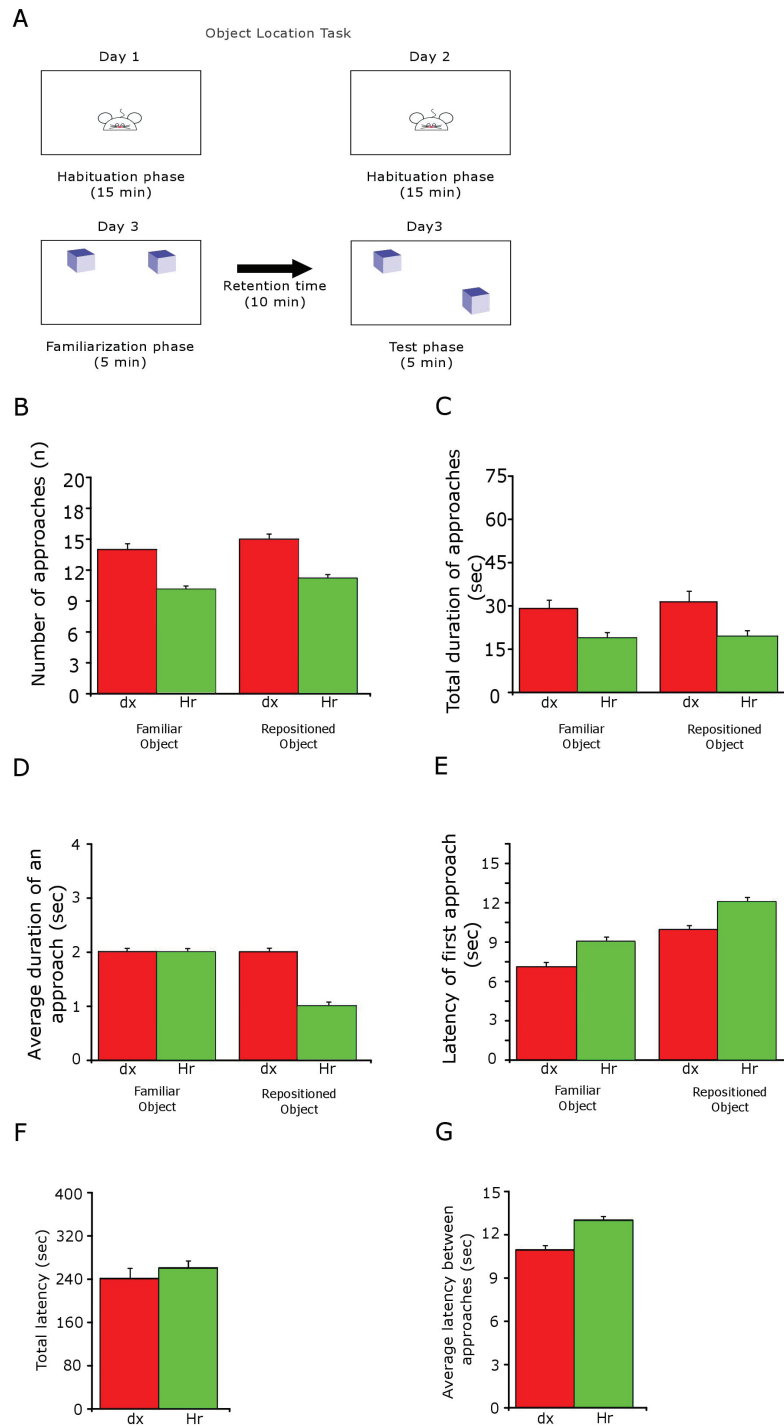 A
Object Location Task
Day 1
Day 2
Habituation phase
(15 min)
Habituation phase
(15 min)
Day 3
Day3
Retention time
(10 min)
Familiarization phase
(5 min)
Test phase
(5 min)
B
Number of approaches (n)
20
18
15
12
9
6
3
0
dx
Hr
dx
Hr
Familiar
Object
Repositioned
Object
C
Total duration of approaches
(sec)
75
60
45
30
15
0
dx
Hr
dx
Hr
Familiar
Object
Repositioned
Object
D
Average duration of an
approach (sec)
4
3
2
1
0
dx
Hr
dx
Hr
Familiar
Object
Repositioned
Object
E
Latency of first approach
(sec)
15
12
9
6
3
0
dx
Hr
dx
Hr
Familiar
Object
Repositioned
Object
F
Total latency (sec)
400
320
240
160
80
0
dx
Hr
G
Average latency between
approaches (sec)
15
12
9
6
3
0
dx
Hr